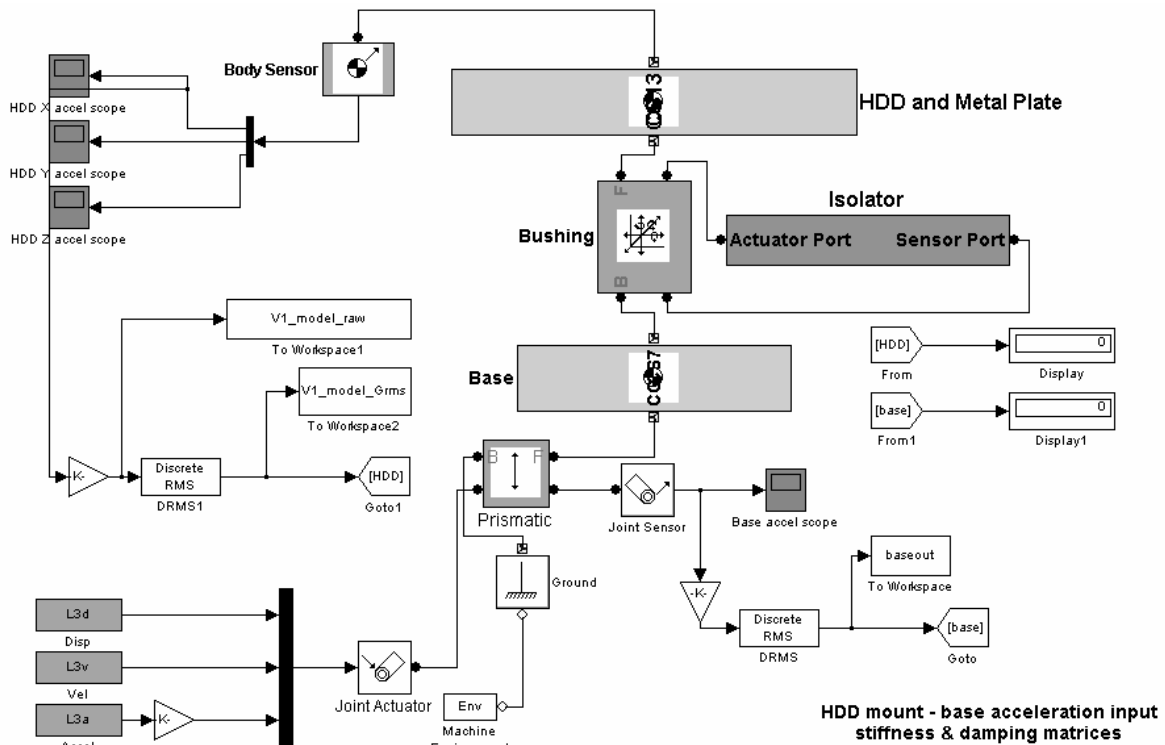 Body Sensor
HDD X accel scope
HDD Y accel scope
HDD Z accel scope
HDD and Metal Plate
F
B
Bushing
Isolator
Actuator Port
Sensor Port
V1_model_raw
To Workspace1
V1_model_Grms
To Workspace2
-K-
Discrete
RMS
DRMS1
[HDD]
Goto1
Base
[HDD]
From
0
Display
[base]
From1
0
Display1
B
F
Prismatic
Joint Sensor
Base accel scope
Ground
-K-
Discrete
RMS
DRMS
baseout
To Workspace
[base]
Goto
L3d
Disp
L3v
Vel
L3a
-K-
Joint Actuator
Env
Machine
HDD mount - base acceleration input
stiffness & damping matrices